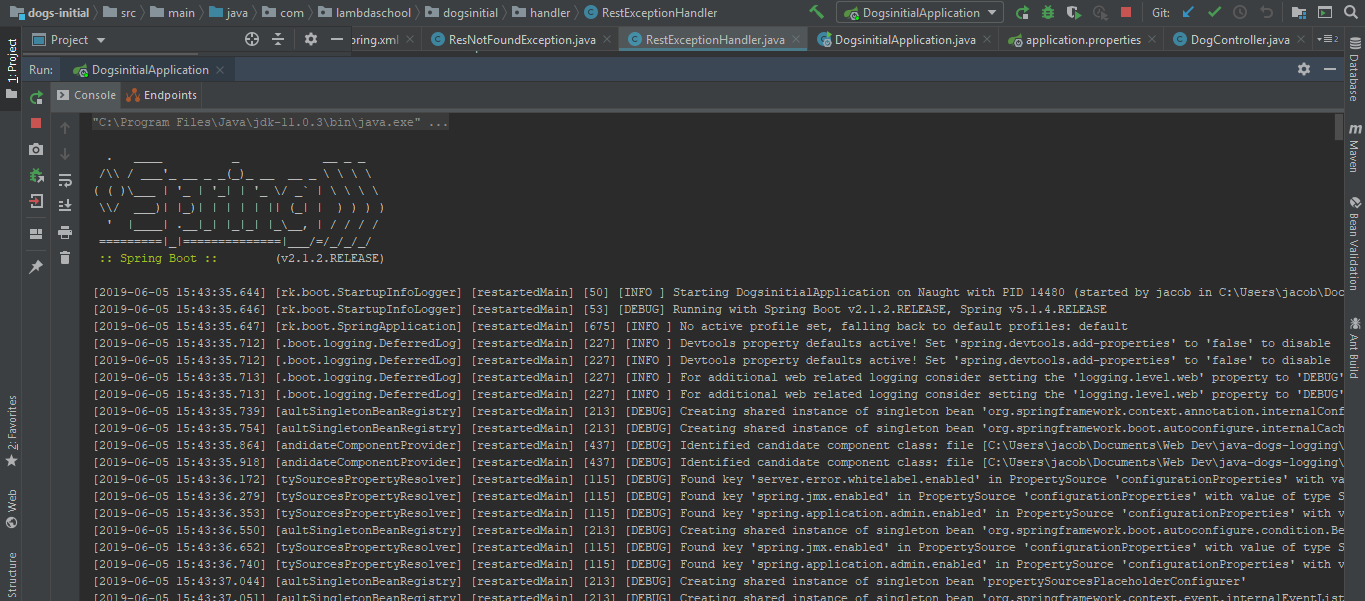 dogs-initial src main java com lambdaschool dogsinitial handler RestExceptionHandler DogsinitialApplication Git:
Project pring.xml ResNotFoundException.java RestExceptionHandler.java DogsinitialApplication.java application.properties DogController.java 2
Run: DogsinitialApplication
Console Endpoints
"C:\Program Files\Java\jdk-11.0.3\bin\java.exe" ...
  .   ____          _            __ _ _
 /\\ / ___'_ __ _ _(_)_ __  __ _ \ \ \ \
( ( )\___ | '_ | '_| | '_ \/ _` | \ \ \ \
 \\/  ___)| |_)| | | | | || (_| |  ) ) ) )
  '  |____| .__|_| |_|_| |_\__, | / / / /
 =========|_|==============|___/=/_/_/_/
 :: Spring Boot ::        (v2.1.2.RELEASE)
[2019-06-05 15:43:35.644] [rk.boot.StartupInfoLogger] [restartedMain] [50] [INFO ] Starting DogsinitialApplication on Naught with PID 14480 (started by jacob in C:\Users\jacob\Doc
[2019-06-05 15:43:35.646] [rk.boot.StartupInfoLogger] [restartedMain] [53] [DEBUG] Running with Spring Boot v2.1.2.RELEASE, Spring v5.1.4.RELEASE
[2019-06-05 15:43:35.647] [rk.boot.SpringApplication] [restartedMain] [675] [INFO ] No active profile set, falling back to default profiles: default
[2019-06-05 15:43:35.712] [.boot.logging.DeferredLog] [restartedMain] [227] [INFO ] Devtools property defaults active! Set 'spring.devtools.add-properties' to 'false' to disable
[2019-06-05 15:43:35.712] [.boot.logging.DeferredLog] [restartedMain] [227] [INFO ] Devtools property defaults active! Set 'spring.devtools.add-properties' to 'false' to disable
[2019-06-05 15:43:35.713] [.boot.logging.DeferredLog] [restartedMain] [227] [INFO ] For additional web related logging consider setting the 'logging.level.web' property to 'DEBUG'
[2019-06-05 15:43:35.713] [.boot.logging.DeferredLog] [restartedMain] [227] [INFO ] For additional web related logging consider setting the 'logging.level.web' property to 'DEBUG'
[2019-06-05 15:43:35.739] [aultSingletonBeanRegistry] [restartedMain] [213] [DEBUG] Creating shared instance of singleton bean 'org.springframework.context.annotation.internalConf
[2019-06-05 15:43:35.754] [aultSingletonBeanRegistry] [restartedMain] [213] [DEBUG] Creating shared instance of singleton bean 'org.springframework.boot.autoconfigure.internalCach
[2019-06-05 15:43:35.864] [andidateComponentProvider] [restartedMain] [437] [DEBUG] Identified candidate component class: file [C:\Users\jacob\Documents\Web Dev\java-dogs-logging\
[2019-06-05 15:43:35.918] [andidateComponentProvider] [restartedMain] [437] [DEBUG] Identified candidate component class: file [C:\Users\jacob\Documents\Web Dev\java-dogs-logging\
[2019-06-05 15:43:36.172] [tySourcesPropertyResolver] [restartedMain] [115] [DEBUG] Found key 'server.error.whitelabel.enabled' in PropertySource 'configurationProperties' with va
[2019-06-05 15:43:36.279] [tySourcesPropertyResolver] [restartedMain] [115] [DEBUG] Found key 'spring.jmx.enabled' in PropertySource 'configurationProperties' with value of type S
[2019-06-05 15:43:36.353] [tySourcesPropertyResolver] [restartedMain] [115] [DEBUG] Found key 'spring.application.admin.enabled' in PropertySource 'configurationProperties' with v
[2019-06-05 15:43:36.550] [aultSingletonBeanRegistry] [restartedMain] [213] [DEBUG] Creating shared instance of singleton bean 'org.springframework.boot.autoconfigure.condition.Be
[2019-06-05 15:43:36.652] [tySourcesPropertyResolver] [restartedMain] [115] [DEBUG] Found key 'spring.jmx.enabled' in PropertySource 'configurationProperties' with value of type S
[2019-06-05 15:43:36.740] [tySourcesPropertyResolver] [restartedMain] [115] [DEBUG] Found key 'spring.application.admin.enabled' in PropertySource 'configurationProperties' with v
[2019-06-05 15:43:37.044] [aultSingletonBeanRegistry] [restartedMain] [213] [DEBUG] Creating shared instance of singleton bean 'propertySourcesPlaceholderConfigurer'
[2019-06-05 15:43:37.051] [aultSingletonBeanRegistry] [restartedMain] [213] [DEBUG] Creating shared instance of singleton bean 'org.springframework.context.event.internalEventList
1: Project
2: Favorites
Web
Structure
Database
Maven
Bean Validation
Ant Build